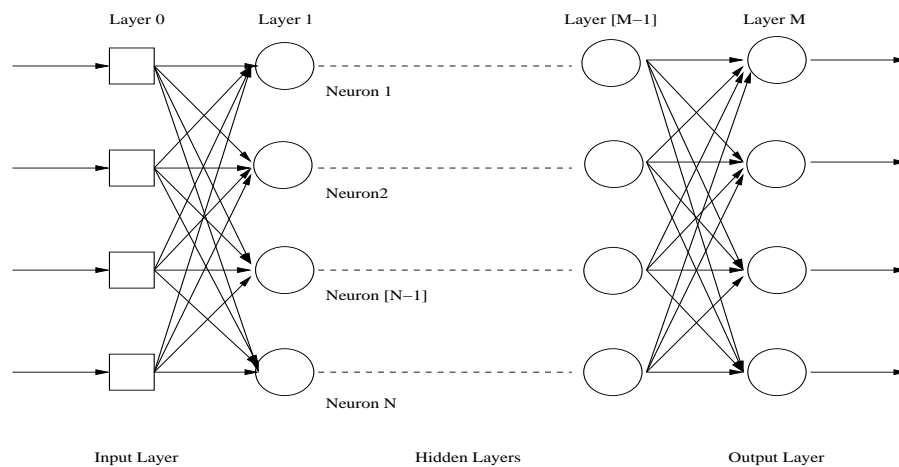 Layer 0
Layer 1
Layer [M−1]
Layer M
Neuron 1
Neuron2
Neuron [N−1]
Neuron N
Input Layer
Hidden Layers
Output Layer